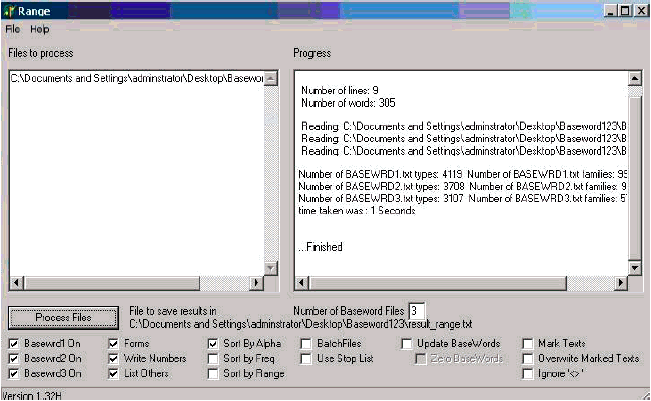 Range
File Help
Files to process
Progress
C:\Documents and Settings\adminstrator\Desktop\Basewor
Number of lines: 9
Number of words: 305
Reading: C:\Documents and Settings\adminstrator\Desktop\Baseword123\B
Reading: C:\Documents and Settings\adminstrator\Desktop\Baseword123\B
Reading: C:\Documents and Settings\adminstrator\Desktop\Baseword123\B
Number of BASEWRD1.txt types: 4119 Number of BASEWRD1.txt families: 99
Number of BASEWRD2.txt types: 3708 Number of BASEWRD2.txt families: 9
Number of BASEWRD3.txt types: 3107 Number of BASEWRD3.txt families: 5
time taken was : 1 Seconds
...Finished
Process Files
File to save results in
Number of Baseword Files 3
C:\Documents and Settings\adminstrator\Desktop\Baseword123\result_range.txt
Basewrd1 On Forms Sort By Alpha BatchFiles Update BaseWords Mark Texts
Basewrd2 On Write Numbers Sort by Freq Use Stop List Zero BaseWords Overwrite Marked Texts
Basewrd3 On List Others Sort by Range Ignore '<>'
Version 1.32H